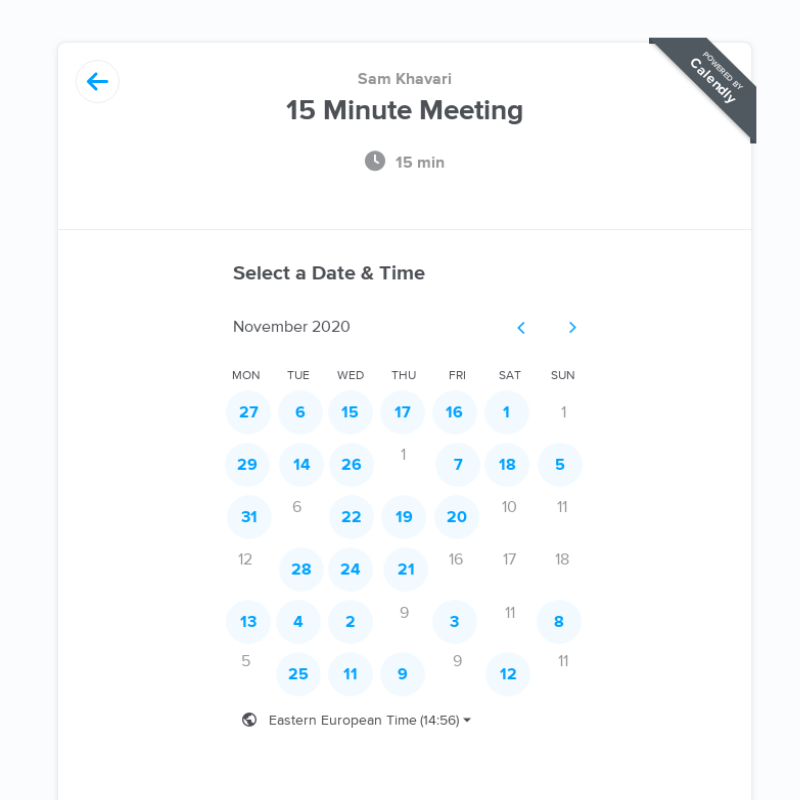 POWERED BY
Calendly
Sam Khavari
15 Minute Meeting
15 min
Select a Date & Time
November 2020
MON TUE WED THU FRI SAT SUN
27 6 15 17 16 1 1
29 14 26 1 7 18 5
31 6 22 19 20 10 11
12 28 24 21 16 17 18
13 4 2 9 3 11 8
5 25 11 9 9 12 11
Eastern European Time (14:56)